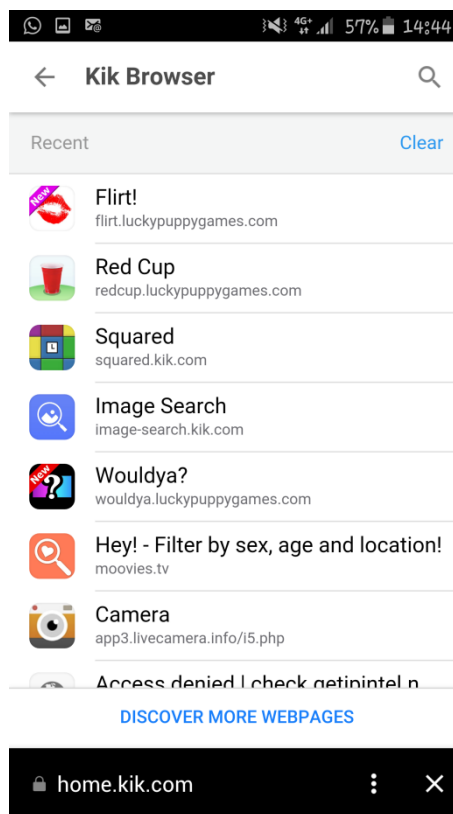 4G+ 57% 14:44
Kik Browser
Recent Clear
New
Flirt!
flirt.luckypuppygames.com
Red Cup
redcup.luckypuppygames.com
Squared
squared.kik.com
Image Search
image-search.kik.com
New
Wouldya?
wouldya.luckypuppygames.com
Hey! - Filter by sex, age and location!
moovies.tv
Camera
app3.livecamera.info/i5.php
Access denied | check getipintel.n
DISCOVER MORE WEBPAGES
home.kik.com